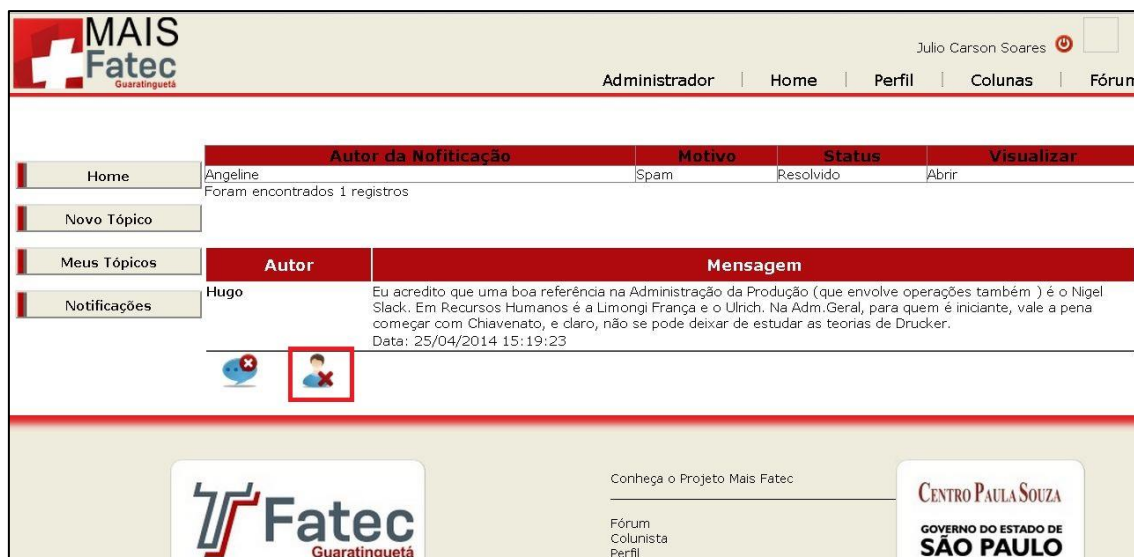 MAIS
Fatec
Guaratinguetá
Julio Carson Soares
Administrador | Home | Perfil | Colunas | Fórum
Home
Novo Tópico
Meus Tópicos
Notificações
Autor da Nofiticação Motivo Status Visualizar
Angeline Spam Resolvido Abrir
Foram encontrados 1 registros
Autor Mensagem
Hugo
Eu acredito que uma boa referência na Administração da Produção (que envolve operações também ) é o Nigel
Slack. Em Recursos Humanos é a Limongi França e o Ulrich. Na Adm.Geral, para quem é iniciante, vale a pena
começar com Chiavenato, e claro, não se pode deixar de estudar as teorias de Drucker.
Data: 25/04/2014 15:19:23
Fatec
Guaratinguetá
Conheça o Projeto Mais Fatec
Fórum
Colunista
Perfil
CENTRO PAULA SOUZA
GOVERNO DO ESTADO DE
SÃO PAULO